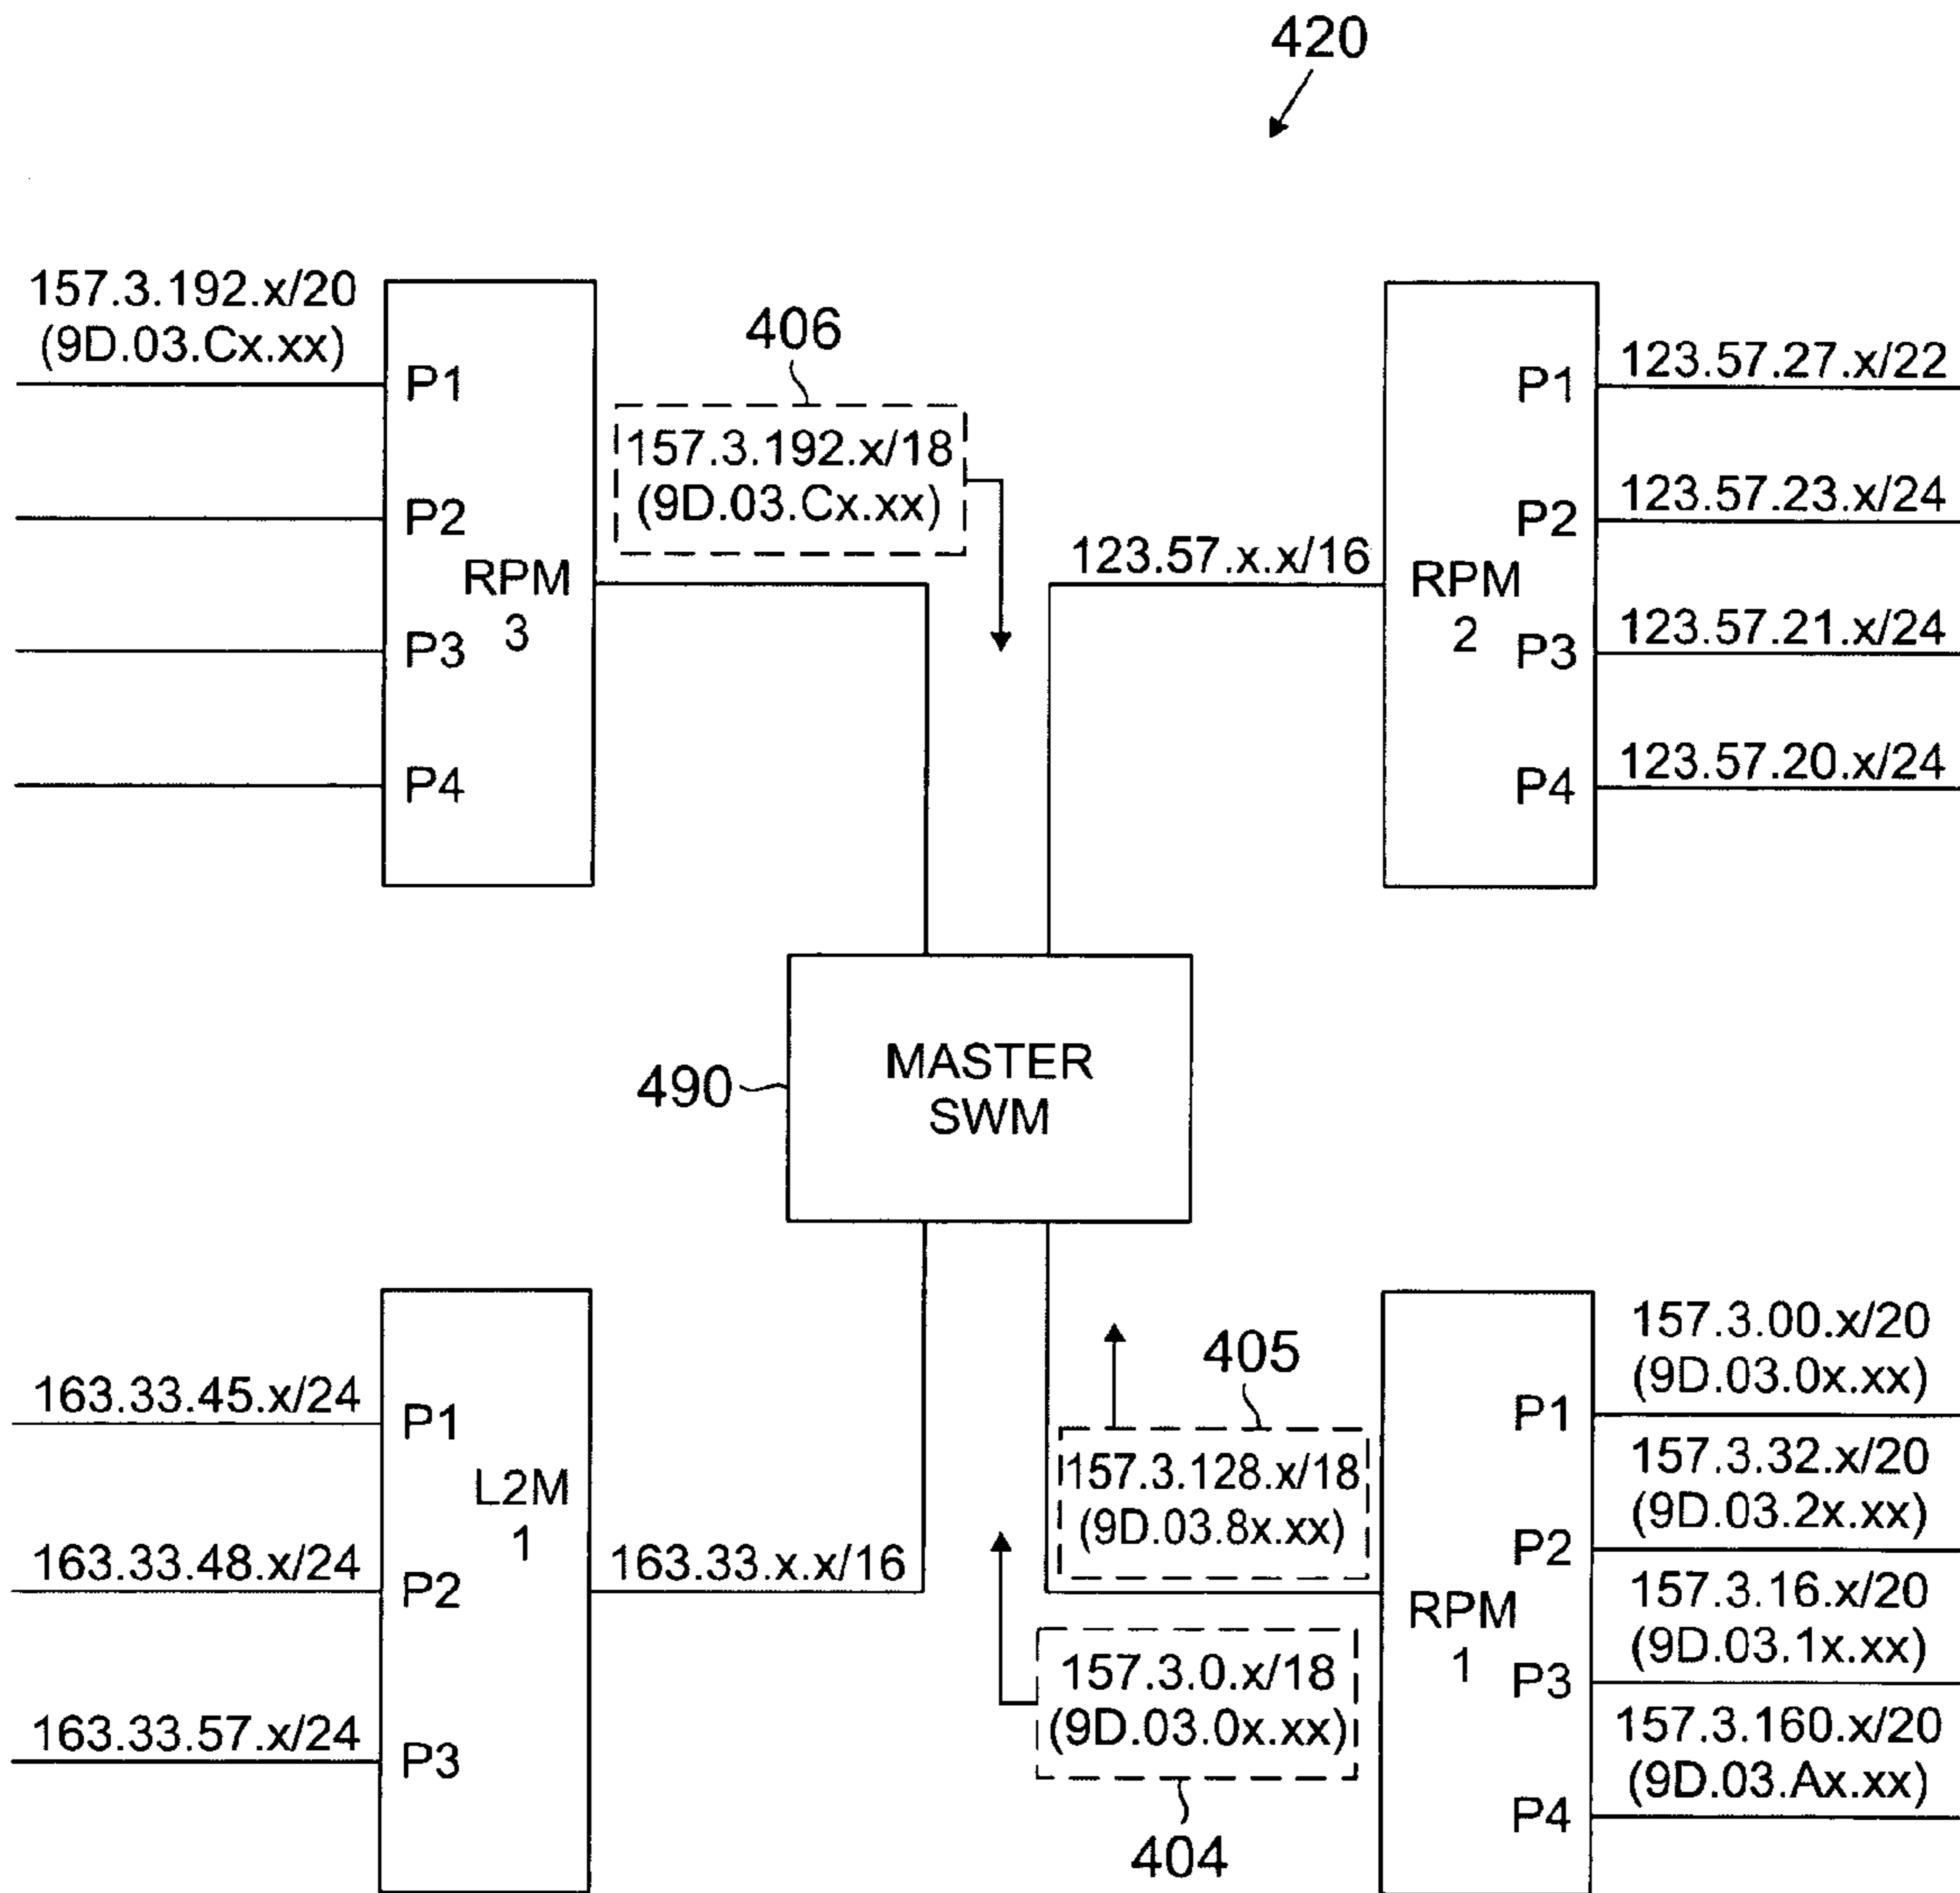 420
157.3.192.x/20
(9D.03.Cx.xx)
P1
P2
RPM
3
P3
P4
406
157.3.192.x/18
(9D.03.Cx.xx)
123.57.x.x/16
P1
123.57.27.x/22
P2
123.57.23.x/24
RPM
2
P3
123.57.21.x/24
P4
123.57.20.x/24
490
MASTER
SWM
163.33.45.x/24
P1
L2M
1
163.33.48.x/24
P2
163.33.x.x/16
163.33.57.x/24
P3
405
157.3.128.x/18
(9D.03.8x.xx)
157.3.0.x/18
(9D.03.0x.xx)
404
157.3.00.x/20
(9D.03.0x.xx)
P1
157.3.32.x/20
(9D.03.2x.xx)
P2
RPM
1
157.3.16.x/20
(9D.03.1x.xx)
P3
157.3.160.x/20
(9D.03.Ax.xx)
P4